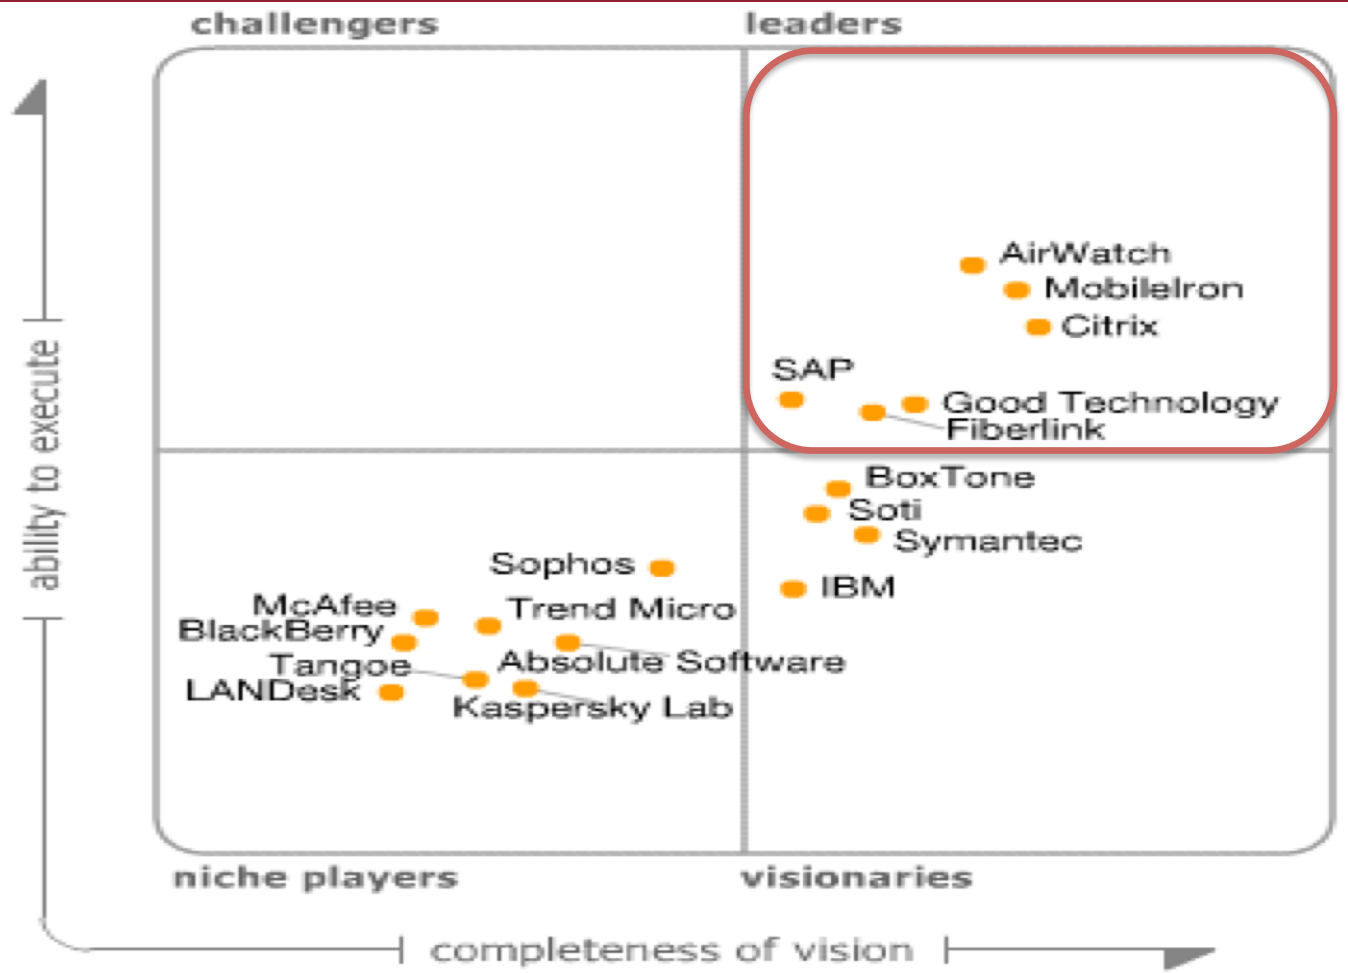 challengers
leaders
AirWatch
MobileIron
Citrix
SAP
Good Technology
Fiberlink
ability to execute
BoxTone
Soti
Symantec
Sophos
IBM
McAfee
Trend Micro
BlackBerry
Tangoe
Absolute Software
LANDesk
Kaspersky Lab
niche players
visionaries
completeness of vision